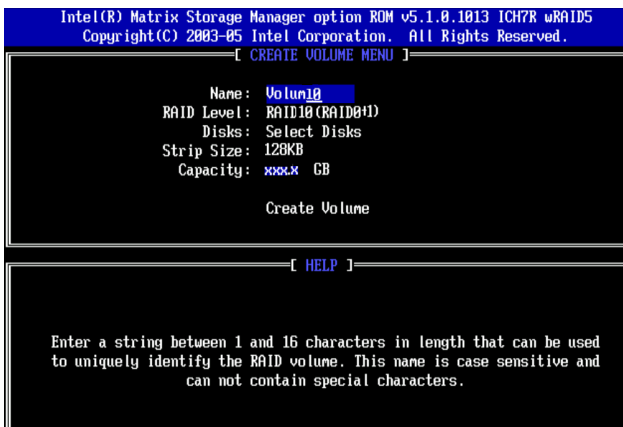 Intel(R) Matrix Storage Manager option ROM v5.1.0.1013 ICH7R wRAID5
Copyright(C) 2003-05 Intel Corporation. All Rights Reserved.
[ CREATE VOLUME MENU ]
Name: Volum10
RAID Level: RAID10(RAID0+1)
Disks: Select Disks
Strip Size: 128KB
Capacity: xxx.x GB
Create Volume
[ HELP ]
Enter a string between 1 and 16 characters in length that can be used
to uniquely identify the RAID volume. This name is case sensitive and
can not contain special characters.